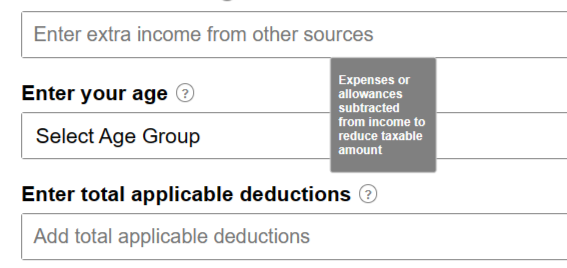 Enter extra income from other sources
Expenses or
allowances
subtracted
from income to
reduce taxable
amount
Enter your age ?
Select Age Group
Enter total applicable deductions ?
Add total applicable deductions